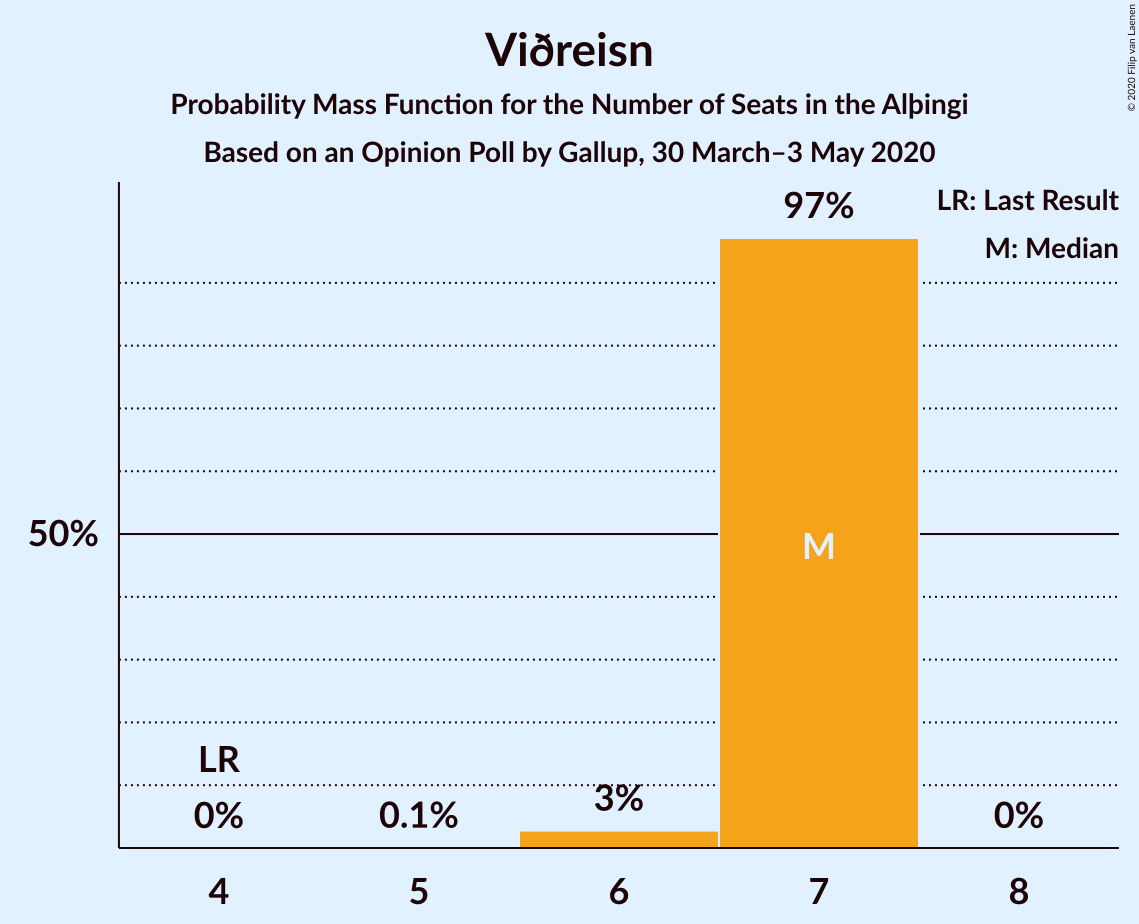 Viðreisn
Probability Mass Function for the Number of Seats in the Alþingi
Based on an Opinion Poll by Gallup, 30 March–3 May 2020
© 2020 Filip van Laenen
LR: Last Result
M: Median
97%
50%
M
LR
0%
0.1%
3%
0%
4
5
6
7
8